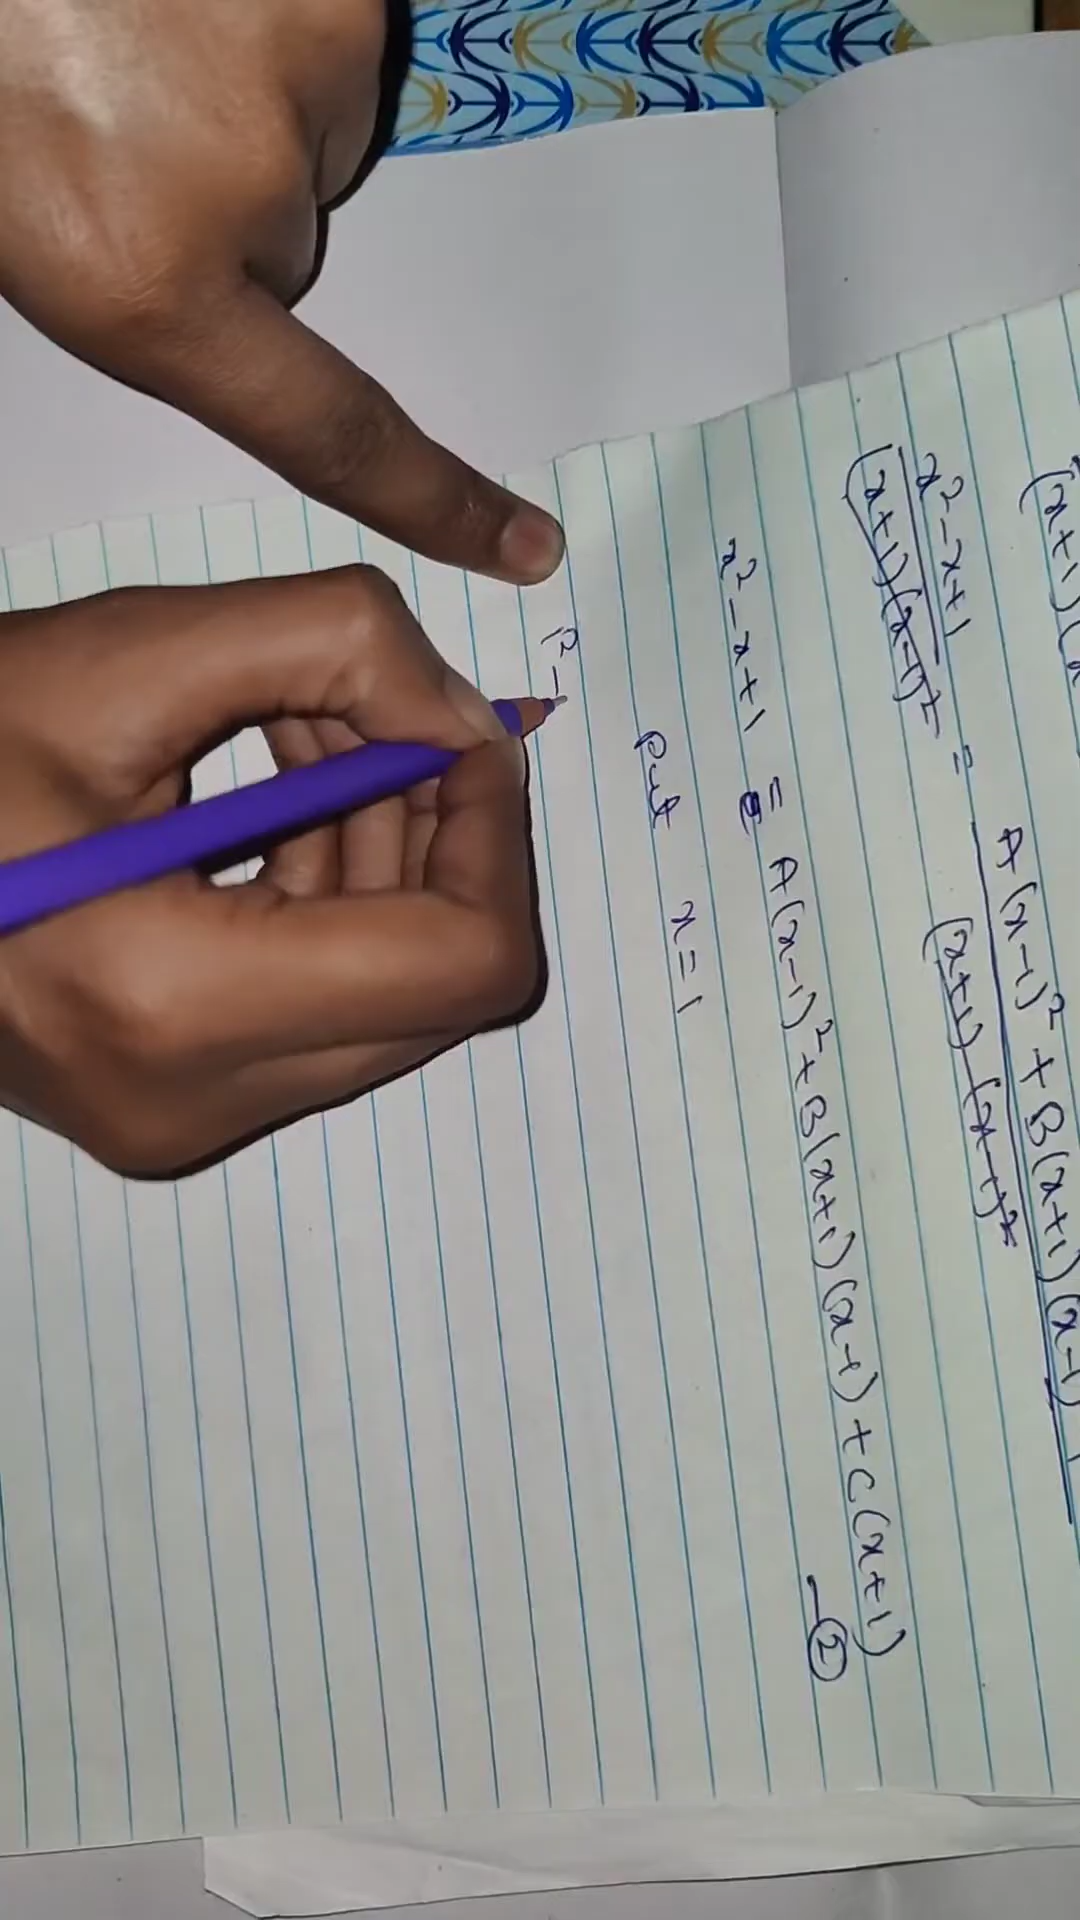 (x+1)(x
x² - x + 1 = A(x-1)² + B(x+1)(x-1)
(x+1)(x-1)² (x+1) (x-1)²
x² - x + 1 ≡ A(x-1)² + B(x+1)(x-1) + C(x+1)
— ②
Put x = 1
1² -